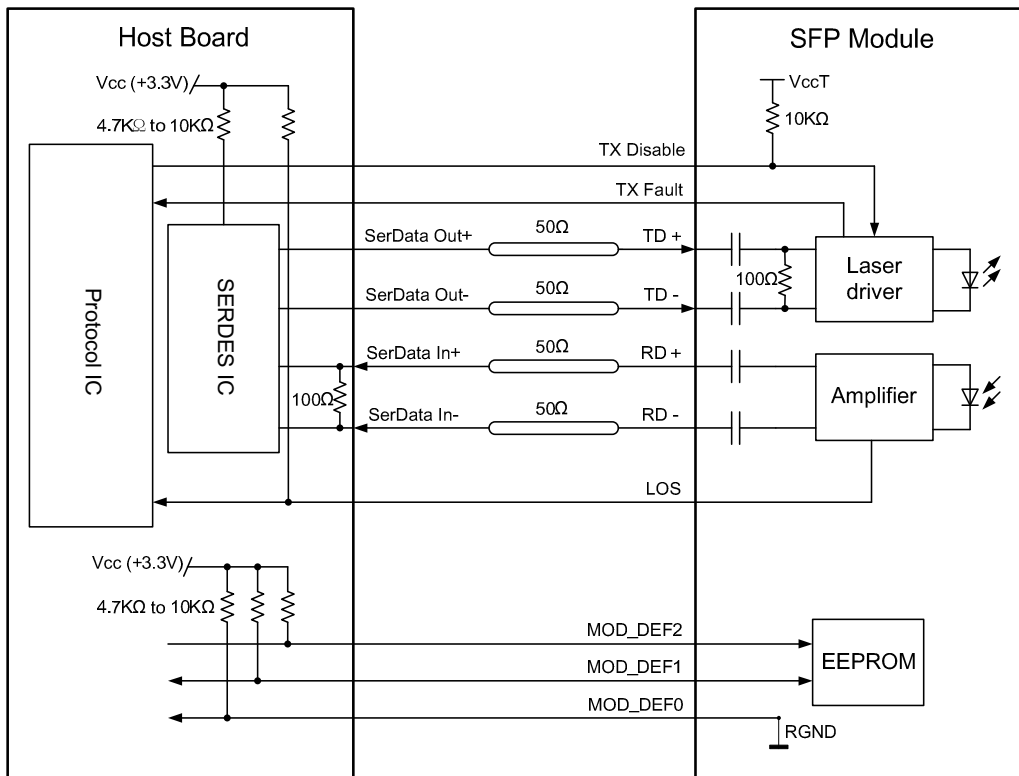 Host Board
SFP Module
Vcc (+3.3V)
VccT
4.7KΩ to 10KΩ
10KΩ
TX Disable
TX Fault
SerData Out+
50Ω
TD +
100Ω
Laser
driver
SerData Out-
50Ω
TD -
Protocol IC
SERDES IC
SerData In+
50Ω
RD +
100Ω
Amplifier
SerData In-
50Ω
RD -
LOS
Vcc (+3.3V)
4.7KΩ to 10KΩ
MOD_DEF2
EEPROM
MOD_DEF1
MOD_DEF0
RGND